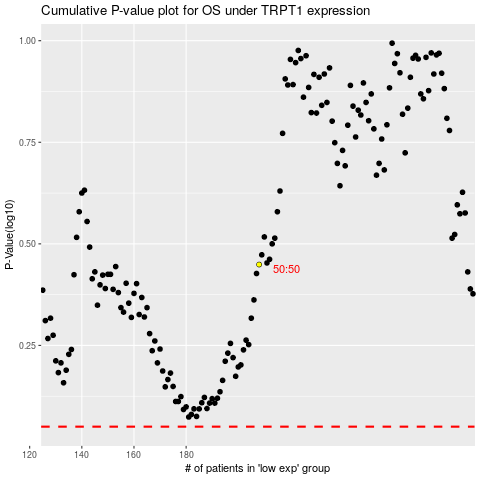 Cumulative P-value plot for OS under TRPT1 expression
P-Value(log10)
1.00
0.75
0.50
0.25
50:50
120 140 160 180
# of patients in 'low exp' group